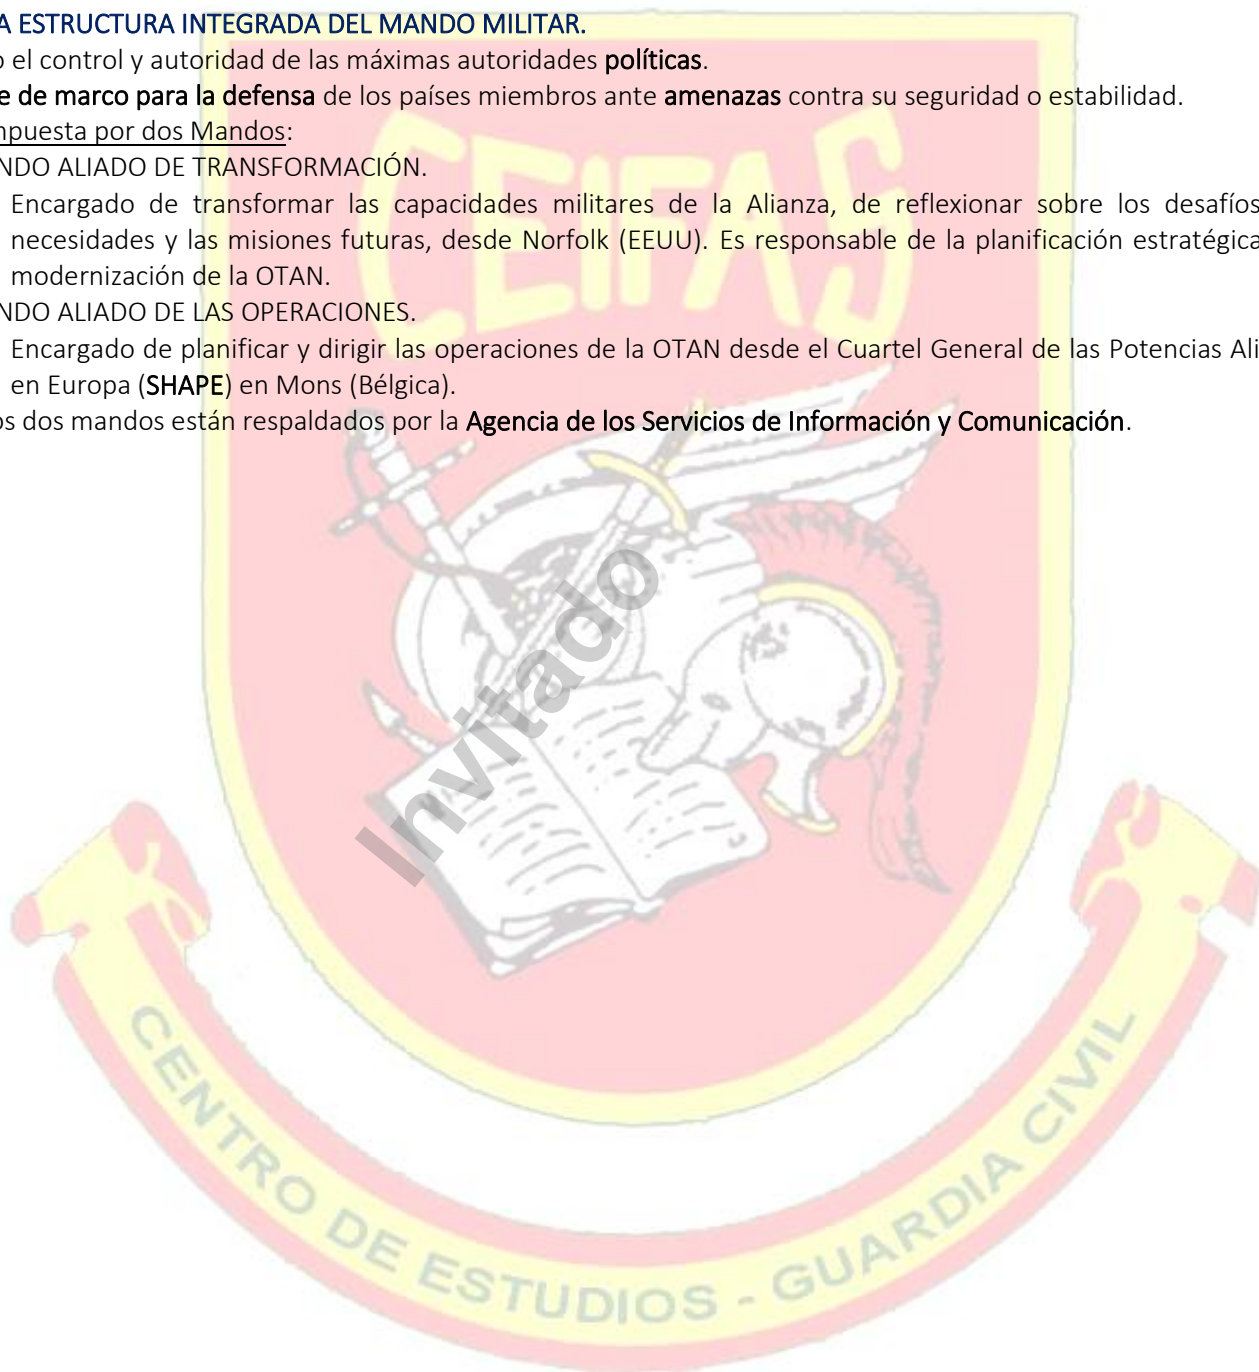 A ESTRUCTURA INTEGRADA DEL MANDO MILITAR.
o el control y autoridad de las máximas autoridades políticas.
e de marco para la defensa de los países miembros ante amenazas contra su seguridad o estabilidad.
mpuesta por dos Mandos:
NDO ALIADO DE TRANSFORMACIÓN.
Encargado de transformar las capacidades militares de la Alianza, de reflexionar sobre los desafíos
necesidades y las misiones futuras, desde Norfolk (EEUU). Es responsable de la planificación estratégica
modernización de la OTAN.
NDO ALIADO DE LAS OPERACIONES.
Encargado de planificar y dirigir las operaciones de la OTAN desde el Cuartel General de las Potencias Ali
en Europa (SHAPE) en Mons (Bélgica).
os dos mandos están respaldados por la Agencia de los Servicios de Información y Comunicación.
CEIFAS
Invitado
CENTRO DE ESTUDIOS - GUARDIA CIVIL